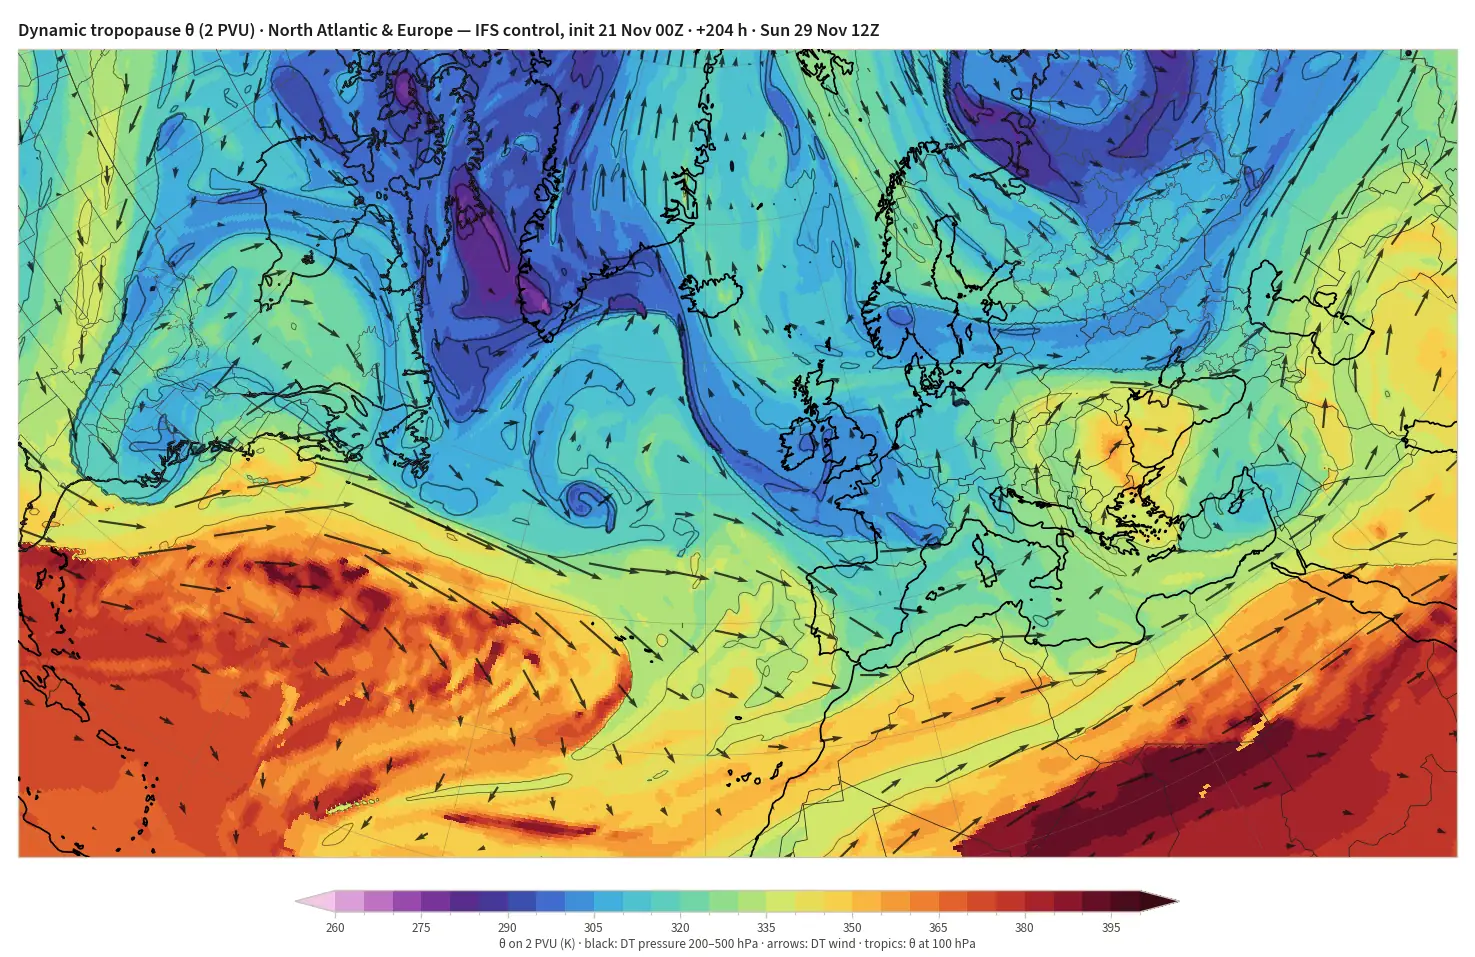 Dynamic tropopause θ (2 PVU) · North Atlantic & Europe — IFS control, init 21 Nov 00Z · +204 h · Sun 29 Nov 12Z
260 275 290 305 320 335 350 365 380 395
θ on 2 PVU (K) · black: DT pressure 200–500 hPa · arrows: DT wind · tropics: θ at 100 hPa